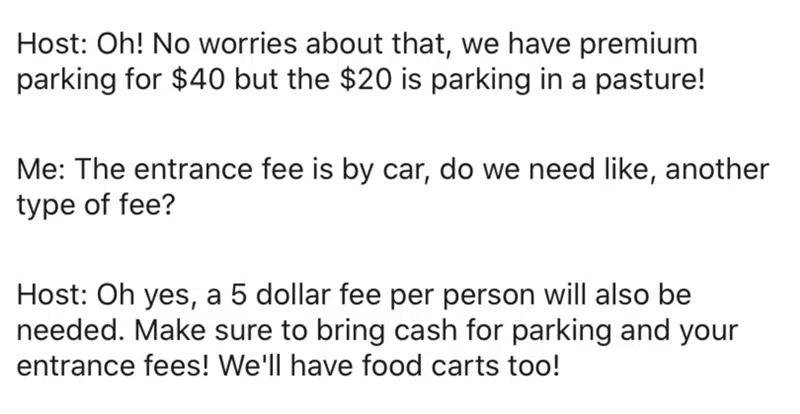 Host: Oh! No worries about that, we have premium
parking for $40 but the $20 is parking in a pasture!
Me: The entrance fee is by car, do we need like, another
type of fee?
Host: Oh yes, a 5 dollar fee per person will also be
needed. Make sure to bring cash for parking and your
entrance fees! We'll have food carts too!